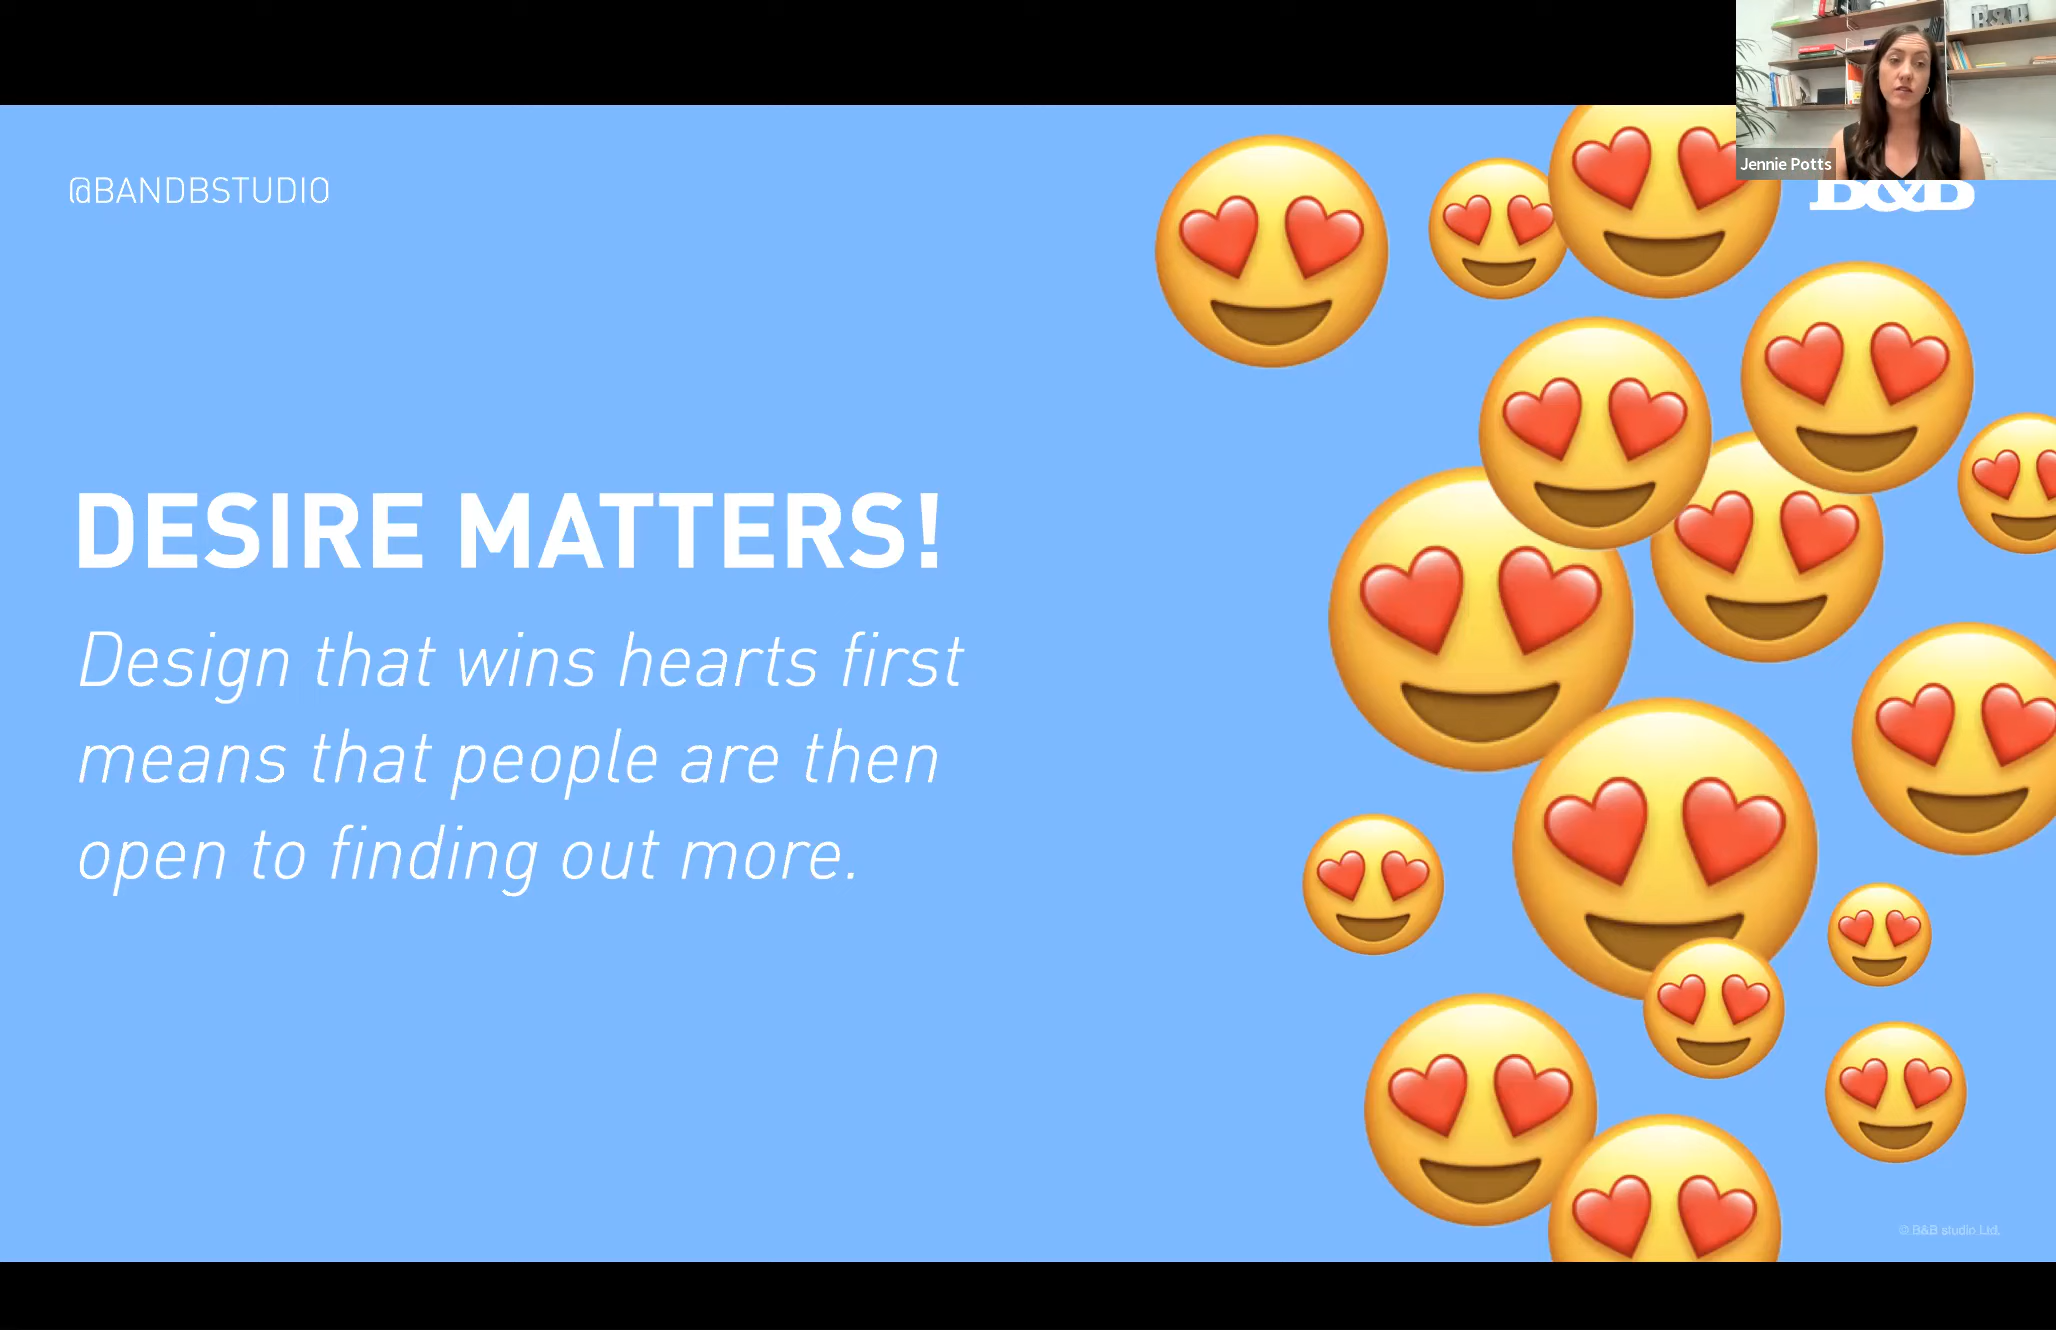 @BANDBSTUDIO
Jennie Potts
B&B
DESIRE MATTERS!
Design that wins hearts first
means that people are then
open to finding out more.
© B&B studio Ltd.